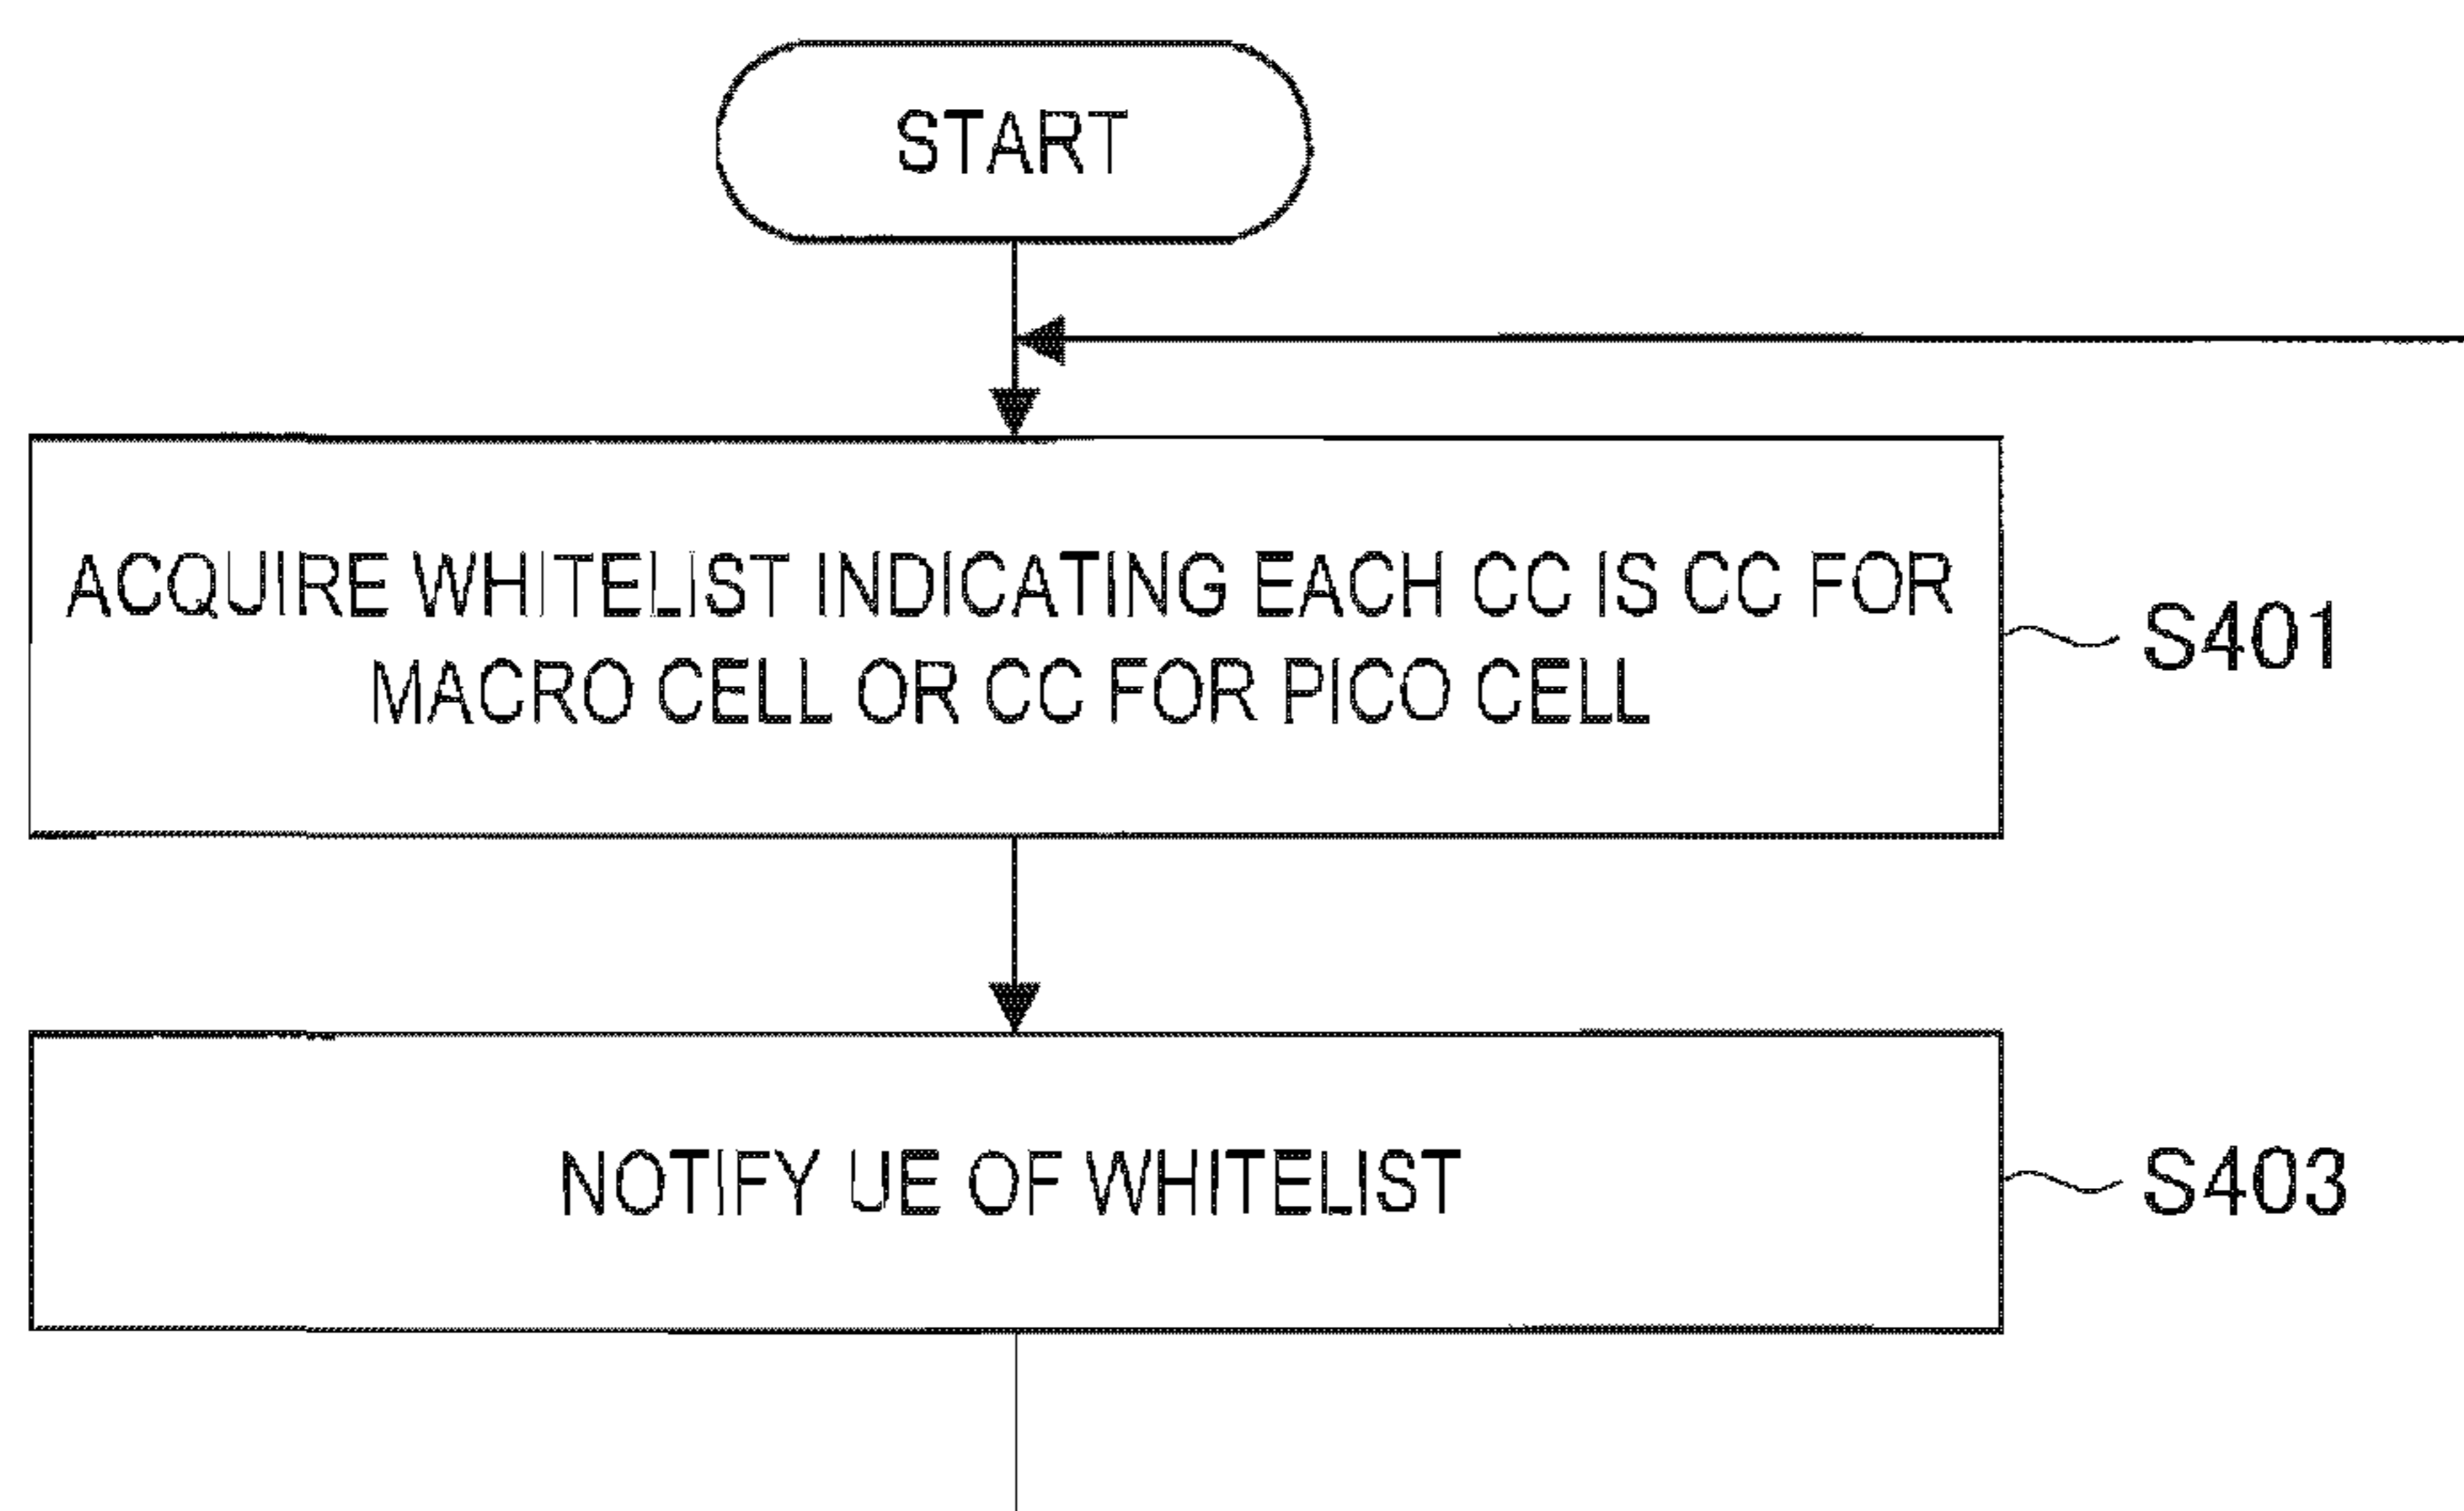 START
ACQUIRE WHITELIST INDICATING EACH CC IS CC FOR
MACRO CELL OR CC FOR PICO CELL
S401
NOTIFY UE OF WHITELIST
S403